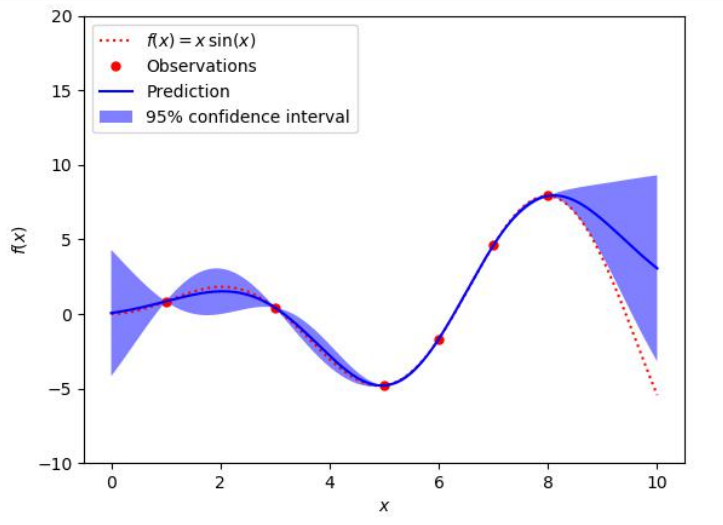 20
15
10
5
0
−5
−10
f(x)
f(x) = x sin(x)
Observations
Prediction
95% confidence interval
0 2 4 6 8 10
x